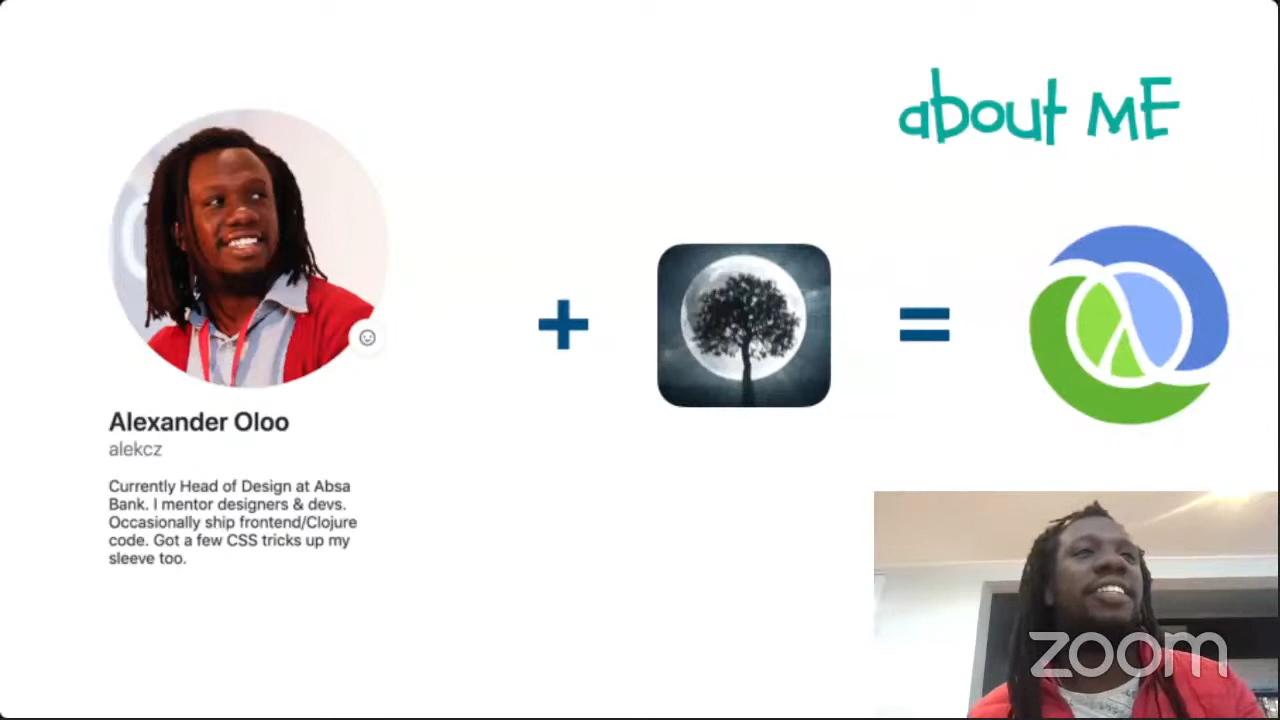 about ME
Alexander Oloo
alekcz
Currently Head of Design at Absa
Bank. I mentor designers & devs.
Occasionally ship frontend/Clojure
code. Got a few CSS tricks up my
sleeve too.
zoom